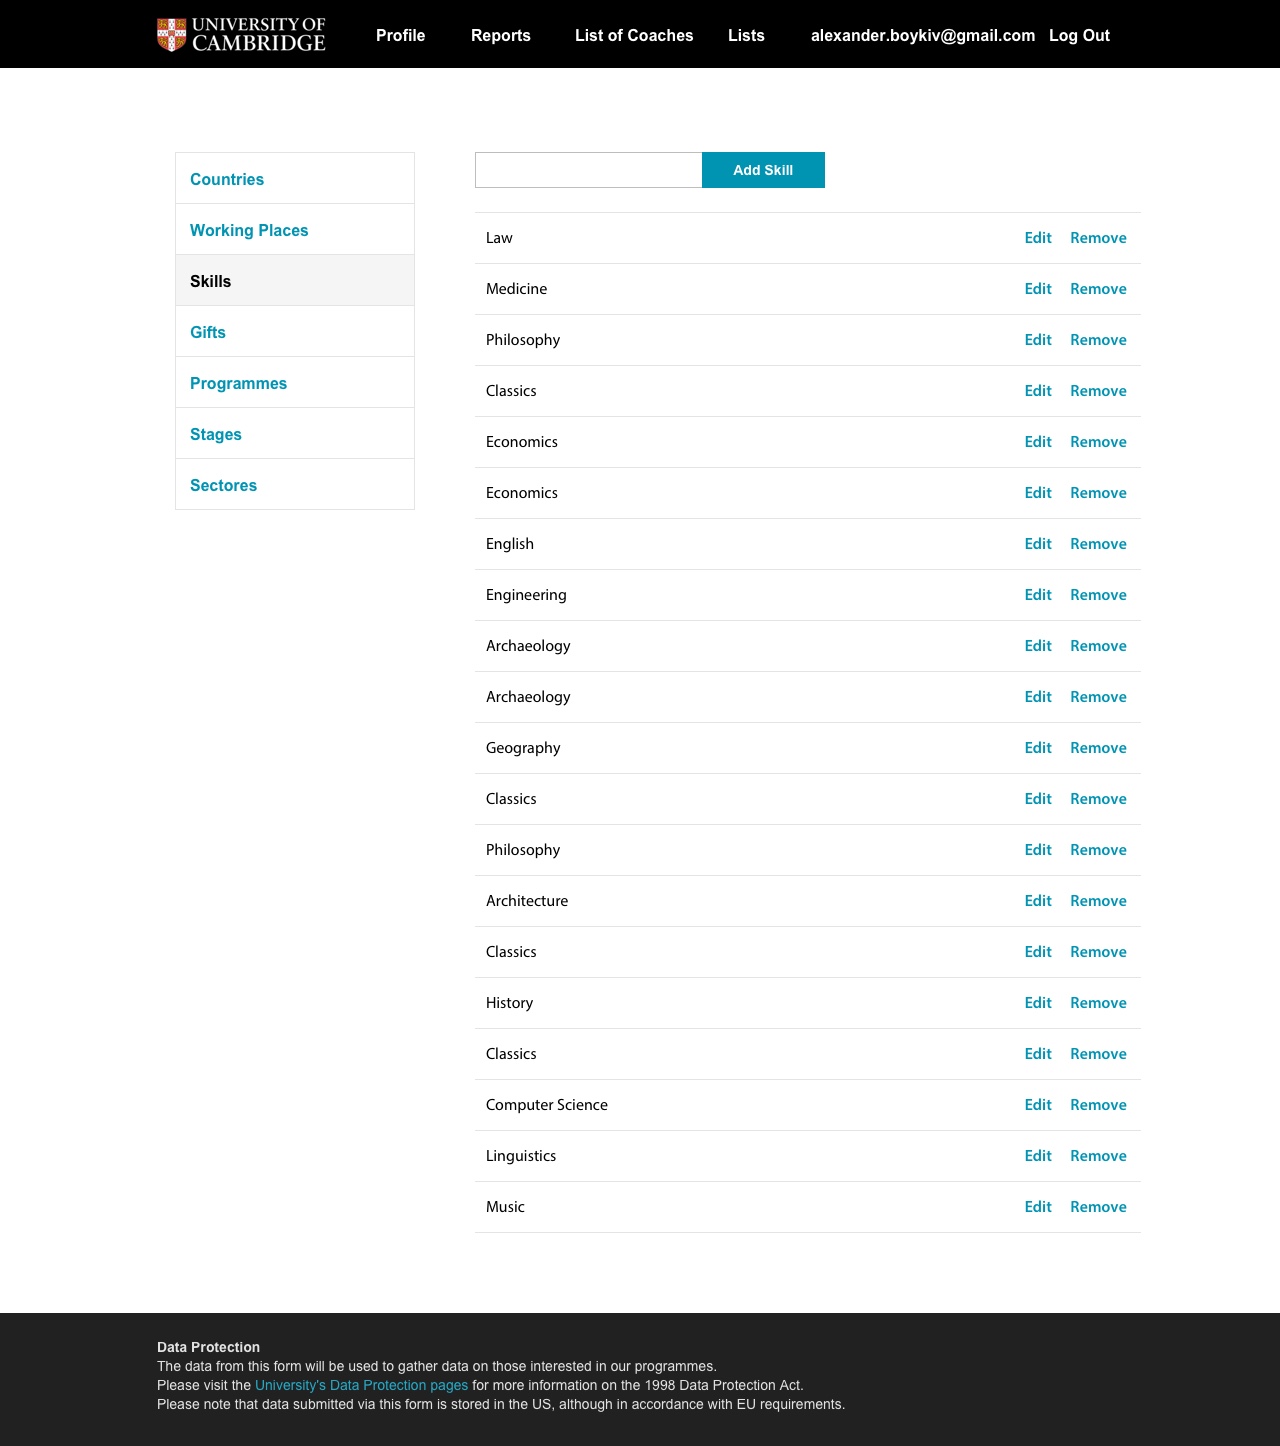 UNIVERSITY OF
CAMBRIDGE
Profile Reports List of Coaches Lists alexander.boykiv@gmail.com Log Out
Countries
Working Places
Skills
Gifts
Programmes
Stages
Sectores
Add Skill
Law Edit Remove
Medicine Edit Remove
Philosophy Edit Remove
Classics Edit Remove
Economics Edit Remove
Economics Edit Remove
English Edit Remove
Engineering Edit Remove
Archaeology Edit Remove
Archaeology Edit Remove
Geography Edit Remove
Classics Edit Remove
Philosophy Edit Remove
Architecture Edit Remove
Classics Edit Remove
History Edit Remove
Classics Edit Remove
Computer Science Edit Remove
Linguistics Edit Remove
Music Edit Remove
Data Protection
The data from this form will be used to gather data on those interested in our programmes.
Please visit the University's Data Protection pages for more information on the 1998 Data Protection Act.
Please note that data submitted via this form is stored in the US, although in accordance with EU requirements.